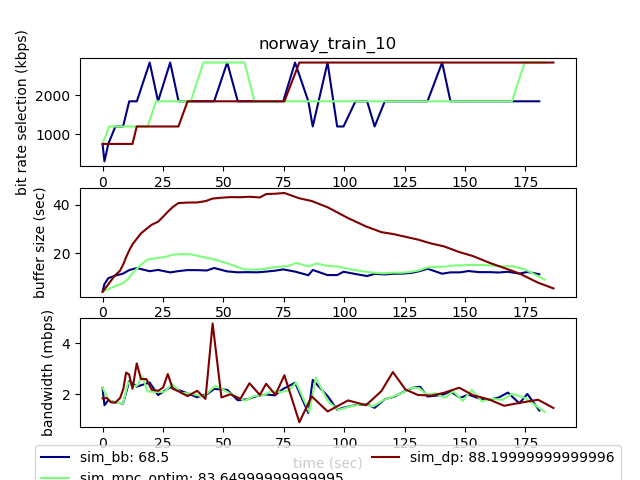 norway_train_10
bit rate selection (kbps)
2000
1000
0 25 50 75 100 125 150 175
buffer size (sec)
40
20
0 25 50 75 100 125 150 175
bandwidth (mbps)
4
2
0 25 50 75 100 125 150 175
time (sec)
sim_bb: 68.5
sim_dp: 88.19999999999996
sim_mpc_optim: 83.64999999999995